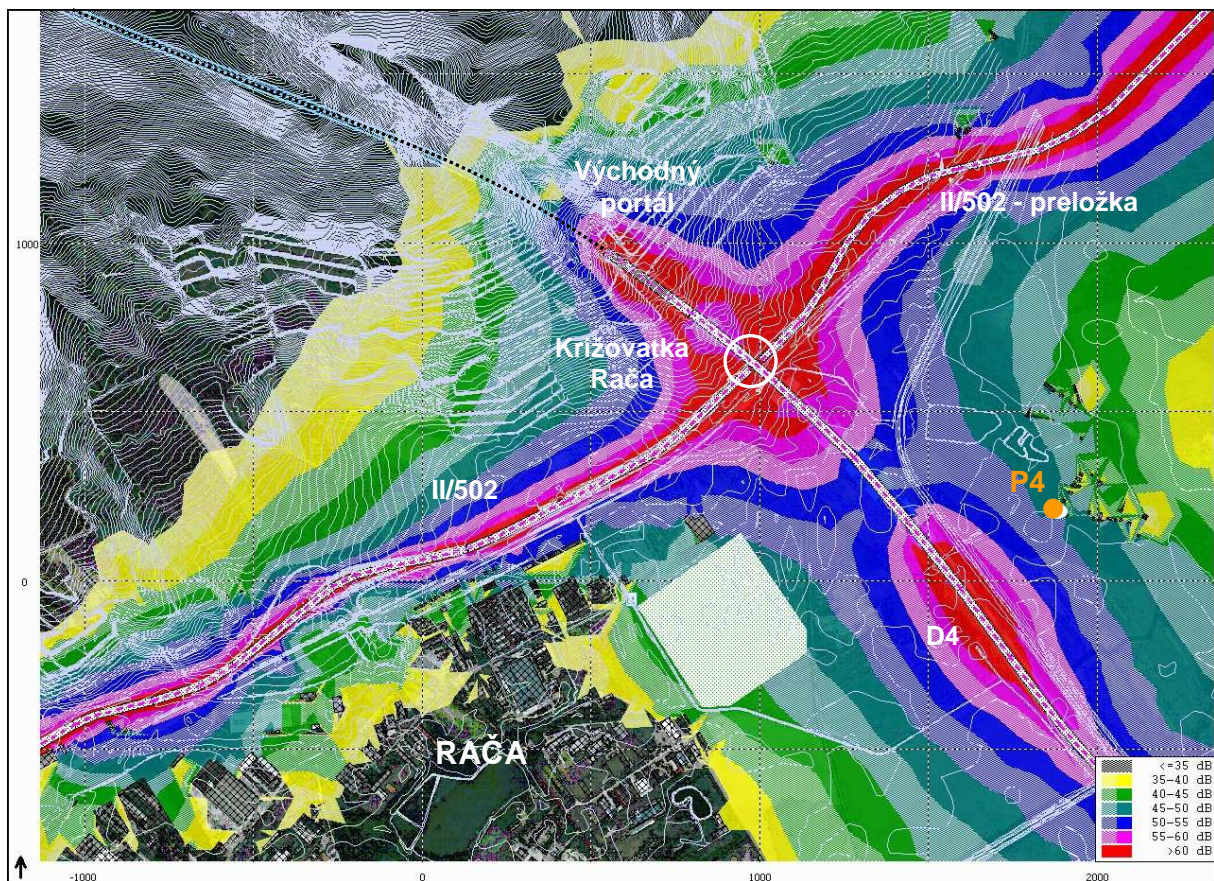 Východný
portál
II/502 - preložka
1000
Križovatka
Rača
P4
II/502
0
D4
RAČA
<=35 dB
35-40 dB
40-45 dB
45-50 dB
50-55 dB
55-60 dB
>60 dB
-1000
0
1000
2000